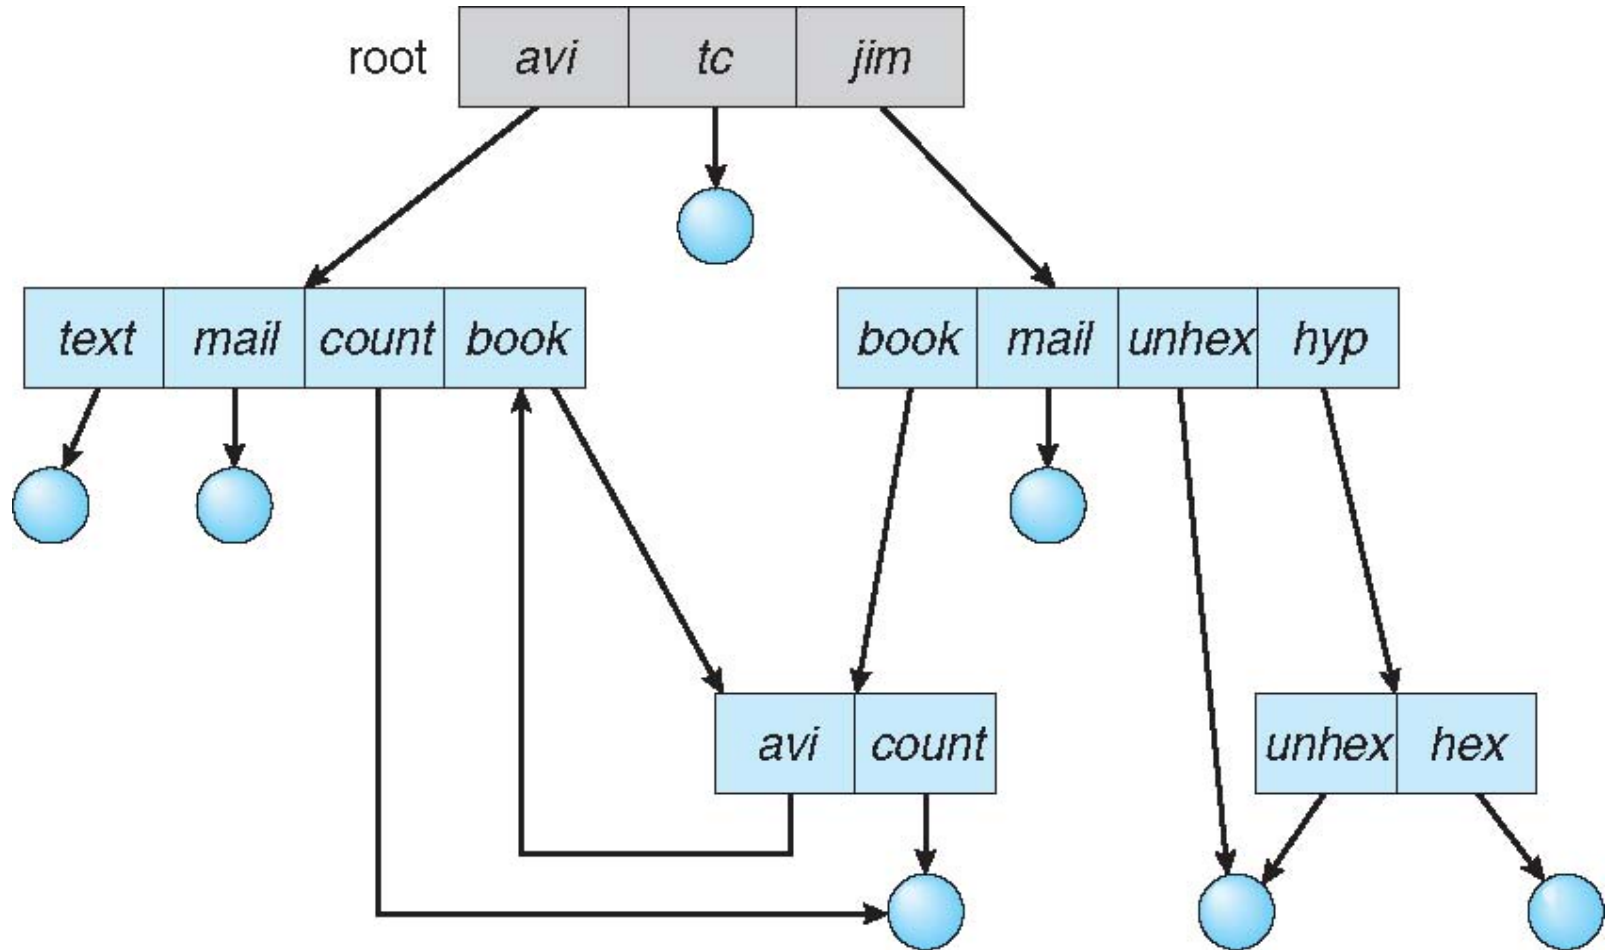 root avi tc jim
text mail count book book mail unhex hyp
avi count unhex hex